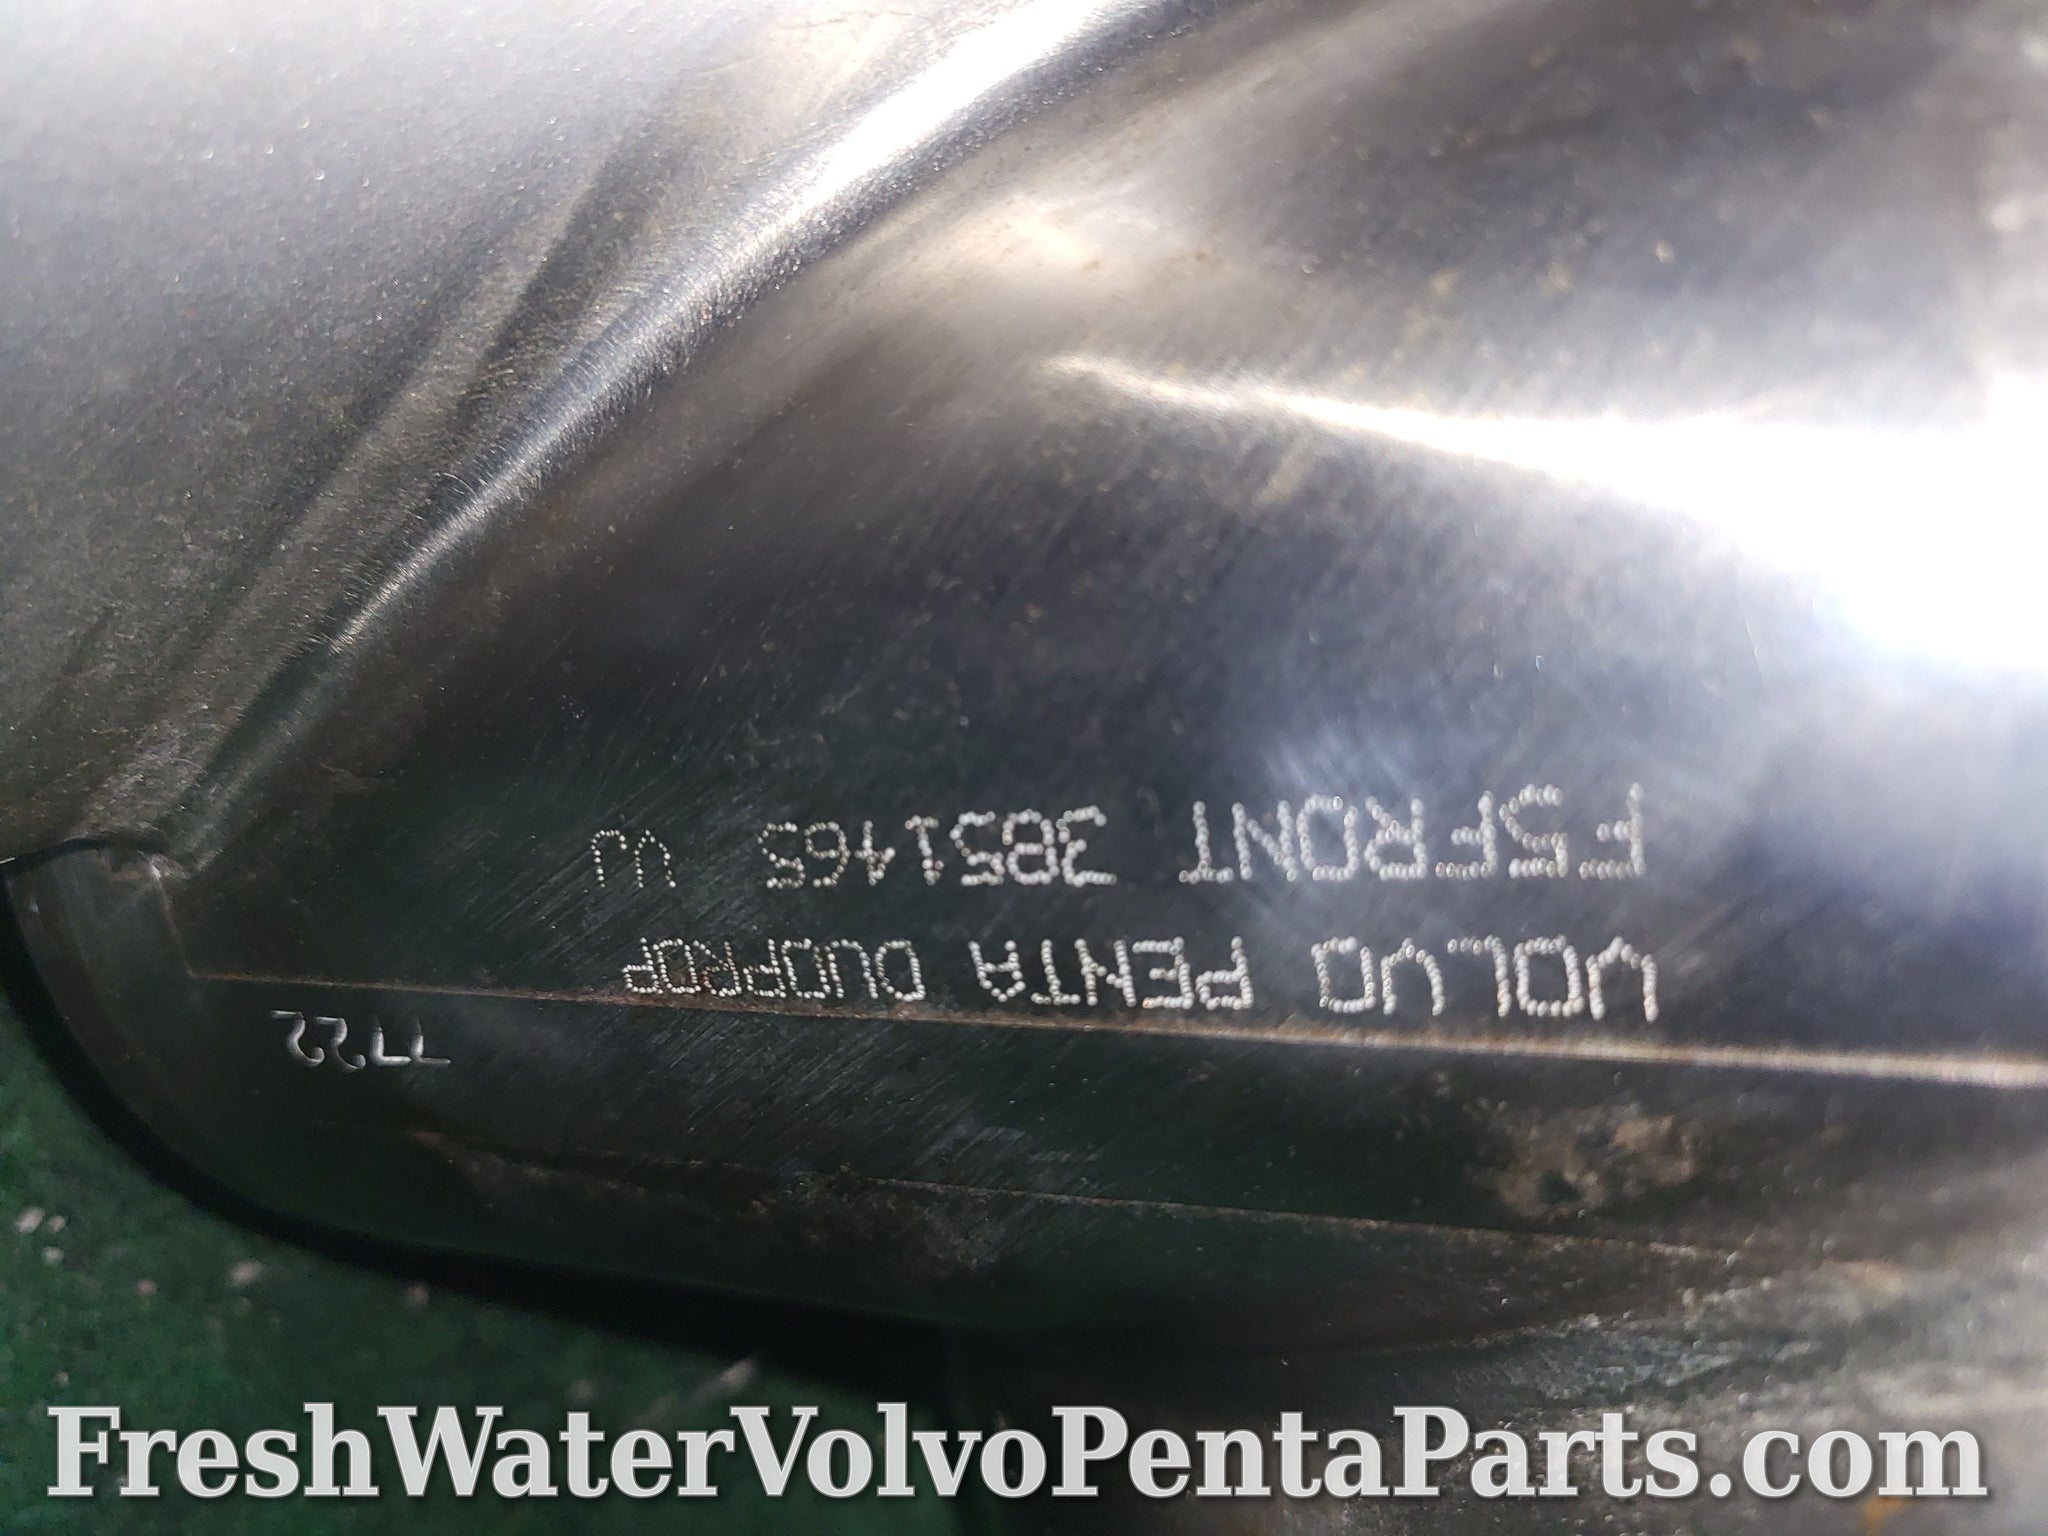 VOLVO PENTA DUOPROP
F5FRONT 3851465
7722
FreshWaterVolvoPentaParts.com